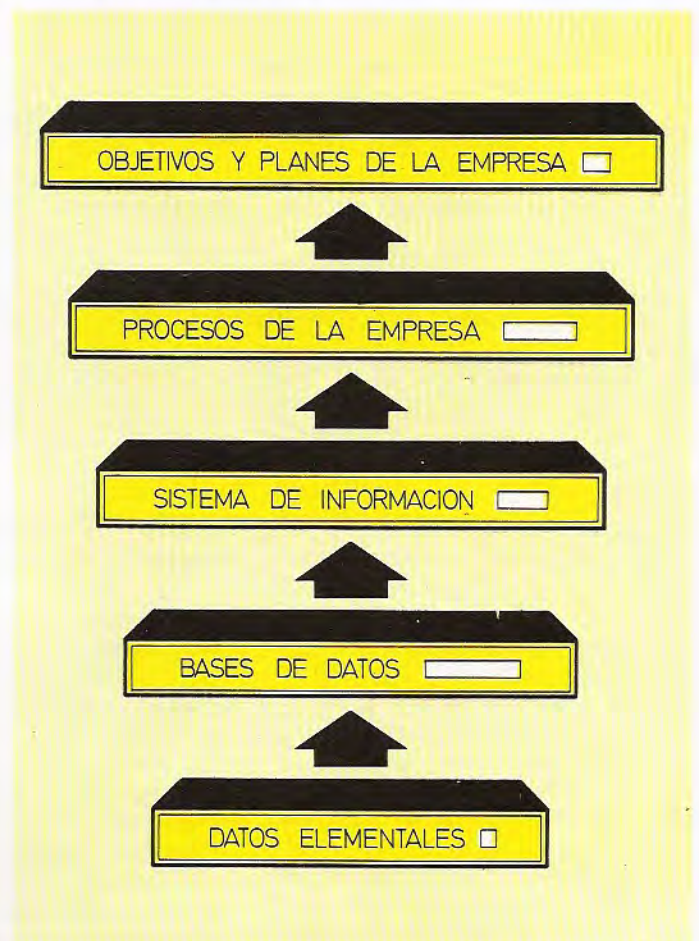 OBJETIVOS Y PLANES DE LA EMPRESA
PROCESOS DE LA EMPRESA
SISTEMA DE INFORMACION
BASES DE DATOS
DATOS ELEMENTALES